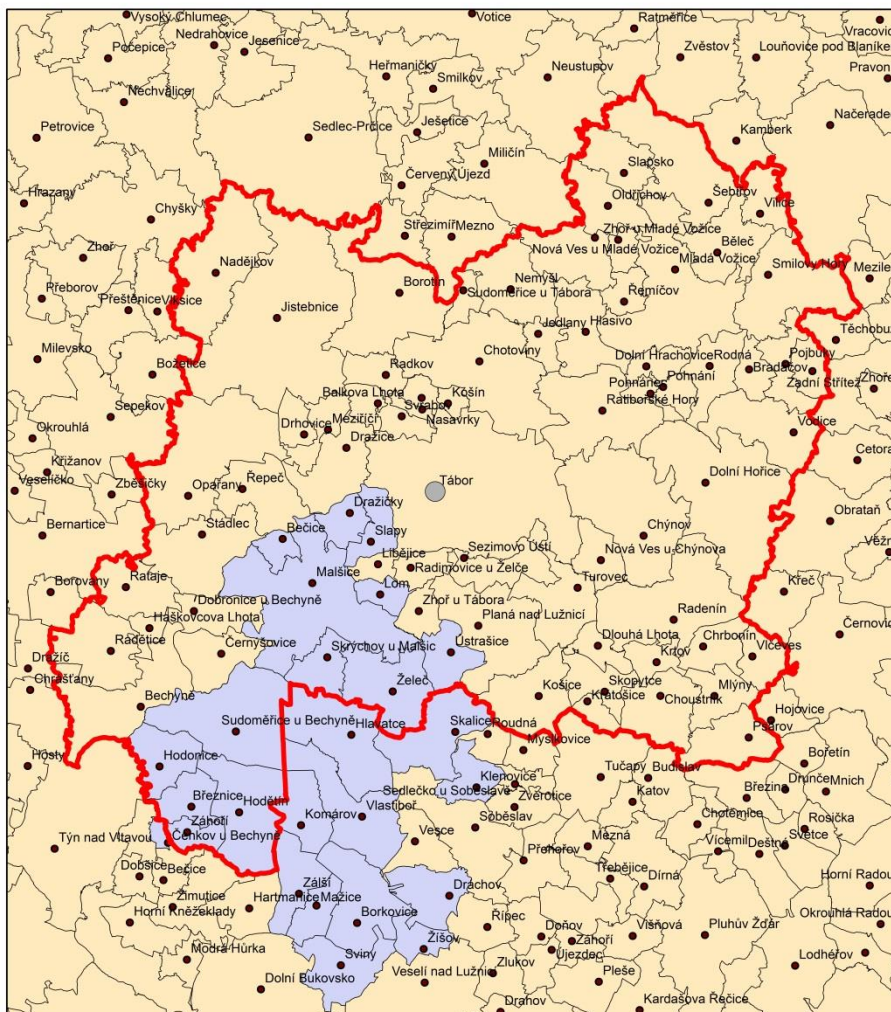 Vysoký Chlumec
Votice
Ratměřice
Vracovic
Nedrahovice
Počepice
Jesenice
Zvěstov
Louňovice pod Blaníke
Heřmaničky
Smilkov
Neustupov
Pravon
Nechvalice
Načerade
Petrovice
Sedlec-Prčice
Ješetice
Kamberk
Miličín
Slapsko
Červený Újezd
Hrazany
Chyšky
Oldřichov
Šebířov
Vilice
Střezimíř
Mezno
Zhoř u Mladé Vožice
Zhoř
Nová Ves u Mladé Vožice
Běleč
Nadějkov
Mladá Vožice
Smilovy Hory
Mezile
Přeborov
Borotín
Nemyšl
Sudoměřice u Tábora
Řemíčov
Přeštěnice
Vlksice
Jistebnice
Jedlany
Hlasivo
Těchobuz
Milevsko
Božetice
Radkov
Chotoviny
Dolní Hrachovice
Rodná
Pojbuky
Bradáčov
Pohnánec
Pohnání
Zadní Střítež
Zhoře
Balkova Lhota
Košín
Ratibořské Hory
Sepekov
Svrabov
Nasavrky
Okrouhlá
Drhovice
Meziříčí
Dražice
Vodice
Cetora
Křižanov
Veselíčko
Zběšičky
Opařany
Řepeč
Tábor
Dolní Hořice
Bernartice
Stádlec
Dražičky
Obrataň
Bečice
Slapy
Chýnov
Věžn
Libějice
Sezimovo Ústí
Radimovice u Želče
Nová Ves u Chýnova
Borovany
Rataje
Malšice
Lom
Turovec
Křeč
Dobronice u Bechyně
Zhoř u Tábora
Haškovcova Lhota
Planá nad Lužnicí
Radenín
Černovic
Radětice
Černýšovice
Skrýchov u Malšic
Ústrašice
Dlouhá Lhota
Chrbonín
Krtov
Vlčeves
Dražíč
Chrášťany
Želeč
Košice
Skopytce
Kratošice
Choustník
Mlýny
Bechyně
Hojovice
Sudoměřice u Bechyně
Hlavatce
Skalice
Roudná
Psárov
Myslkovice
Hosty
Hodonice
Klenovice
Tučapy
Budislav
Bořetín
Sedlečko u Soběslavě
Zvěrotice
Katov
Březina
Drunče
Mnich
Březnice
Hodětín
Komárov
Vlastiboř
Soběslav
Chotěmice
Rosička
Záhoří
Týn nad Vltavou
Čenkov u Bechyně
Vesce
Mezná
Vícemil
Deštná
Světce
Přehořov
Dobšice
Bečice
Třebějice
Dírná
Horní Radou
Žimutice
Hartmanice
Zálší
Mažice
Dráchov
Horní Kněžeklady
Borkovice
Řípec
Doňov
Višňová
Pluhův Žďár
Okrouhlá Radou
Záhoří
Modrá Hůrka
Sviny
Žíšov
Újezdec
Lodhéřov
Dolní Bukovsko
Veselí nad Lužnicí
Zlukov
Pleše
Drahov
Kardašova Řečice